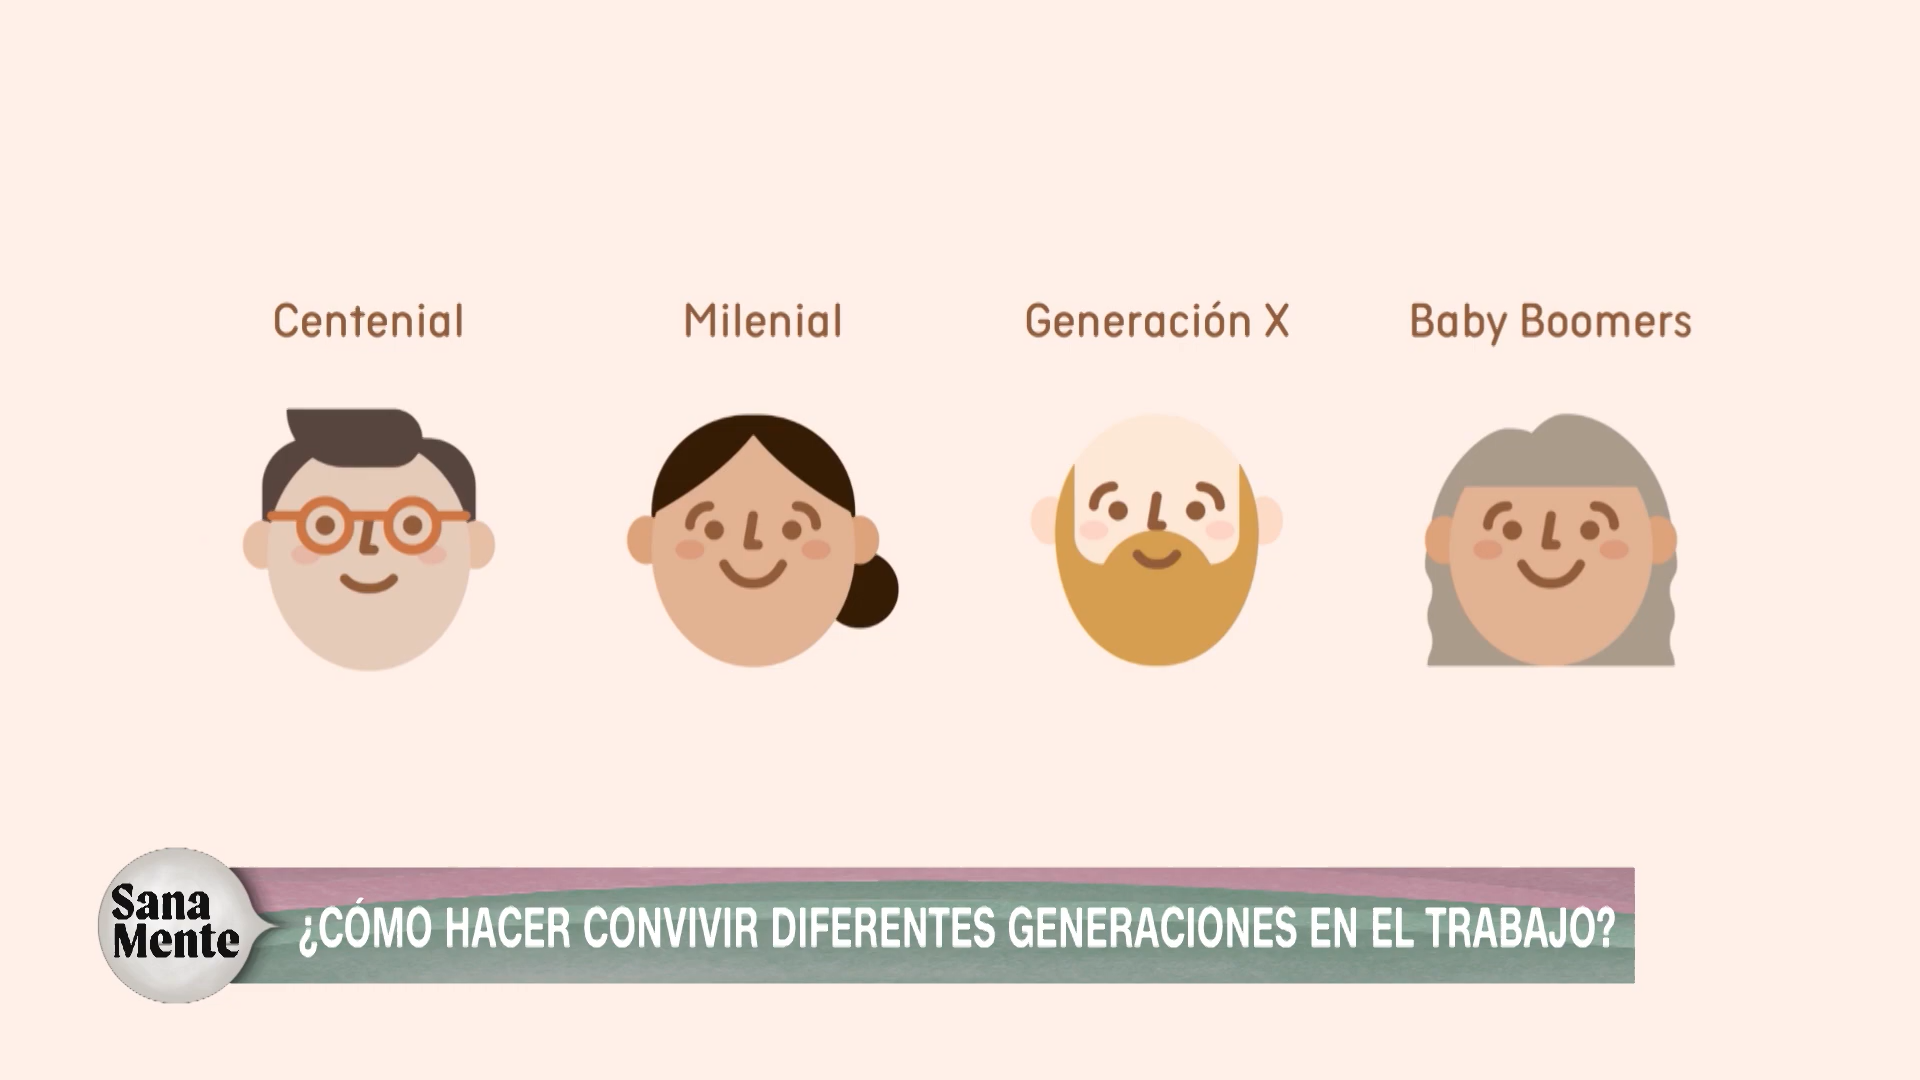 Centenial
Milenial
Generación X
Baby Boomers
Sana
Mente
¿CÓMO HACER CONVIVIR DIFERENTES GENERACIONES EN EL TRABAJO?